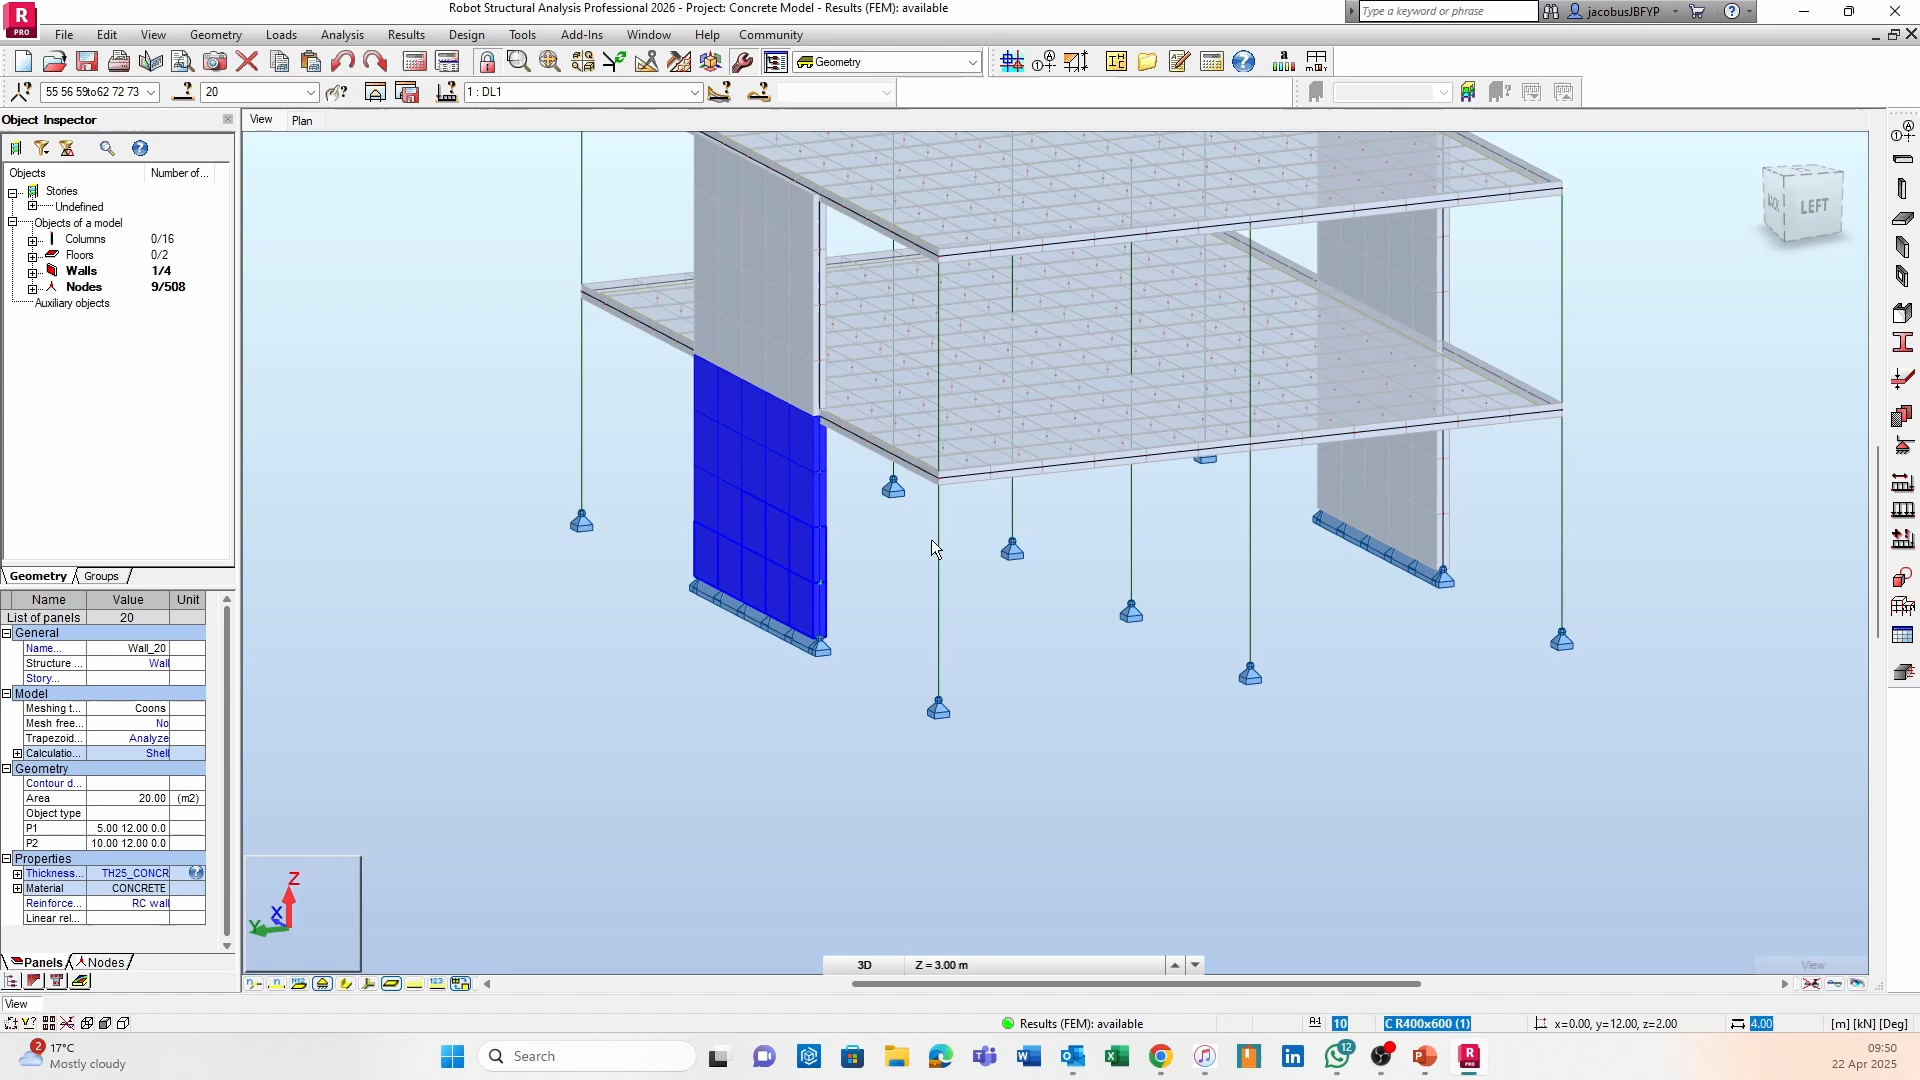 Robot Structural Analysis Professional 2026 - Project: Concrete Model - Results (FEM): available
Type a keyword or phrase
jacobusJBFYP
R
PRO
File Edit View Geometry Loads Analysis Results Design Tools Add-Ins Window Help Community
Geometry
55 56 59to62 72 73
20
1 : DL1
Object Inspector
View
Plan
Objects
Number of...
Stories
Undefined
Objects of a model
Columns 0/16
Floors 0/2
Walls 1/4
Nodes 9/508
Auxiliary objects
BACK
LEFT
Geometry
Groups
Name Value Unit
List of panels 20
General
Name... Wall_20
Structure ... Wall
Story...
Model
Meshing t... Coons
Mesh free... No
Trapezoid... Analyze
Calculatio... Shell
Geometry
Contour d...
Area 20.00 (m2)
Object type
P1 5.00 12.00 0.0
P2 10.00 12.00 0.0
Properties
Thickness... TH25_CONCR
Material CONCRETE
Reinforce... RC wall
Linear rel...
Z
X
Y
3D
Z = 3.00 m
View
Panels
Nodes
View
Results (FEM): available
10
C R400x600 (1)
x=0.00, y=12.00, z=2.00
4.00
[m] [kN] [Deg]
2
17°C
Mostly cloudy
Search
12
09:50
22 Apr 2025